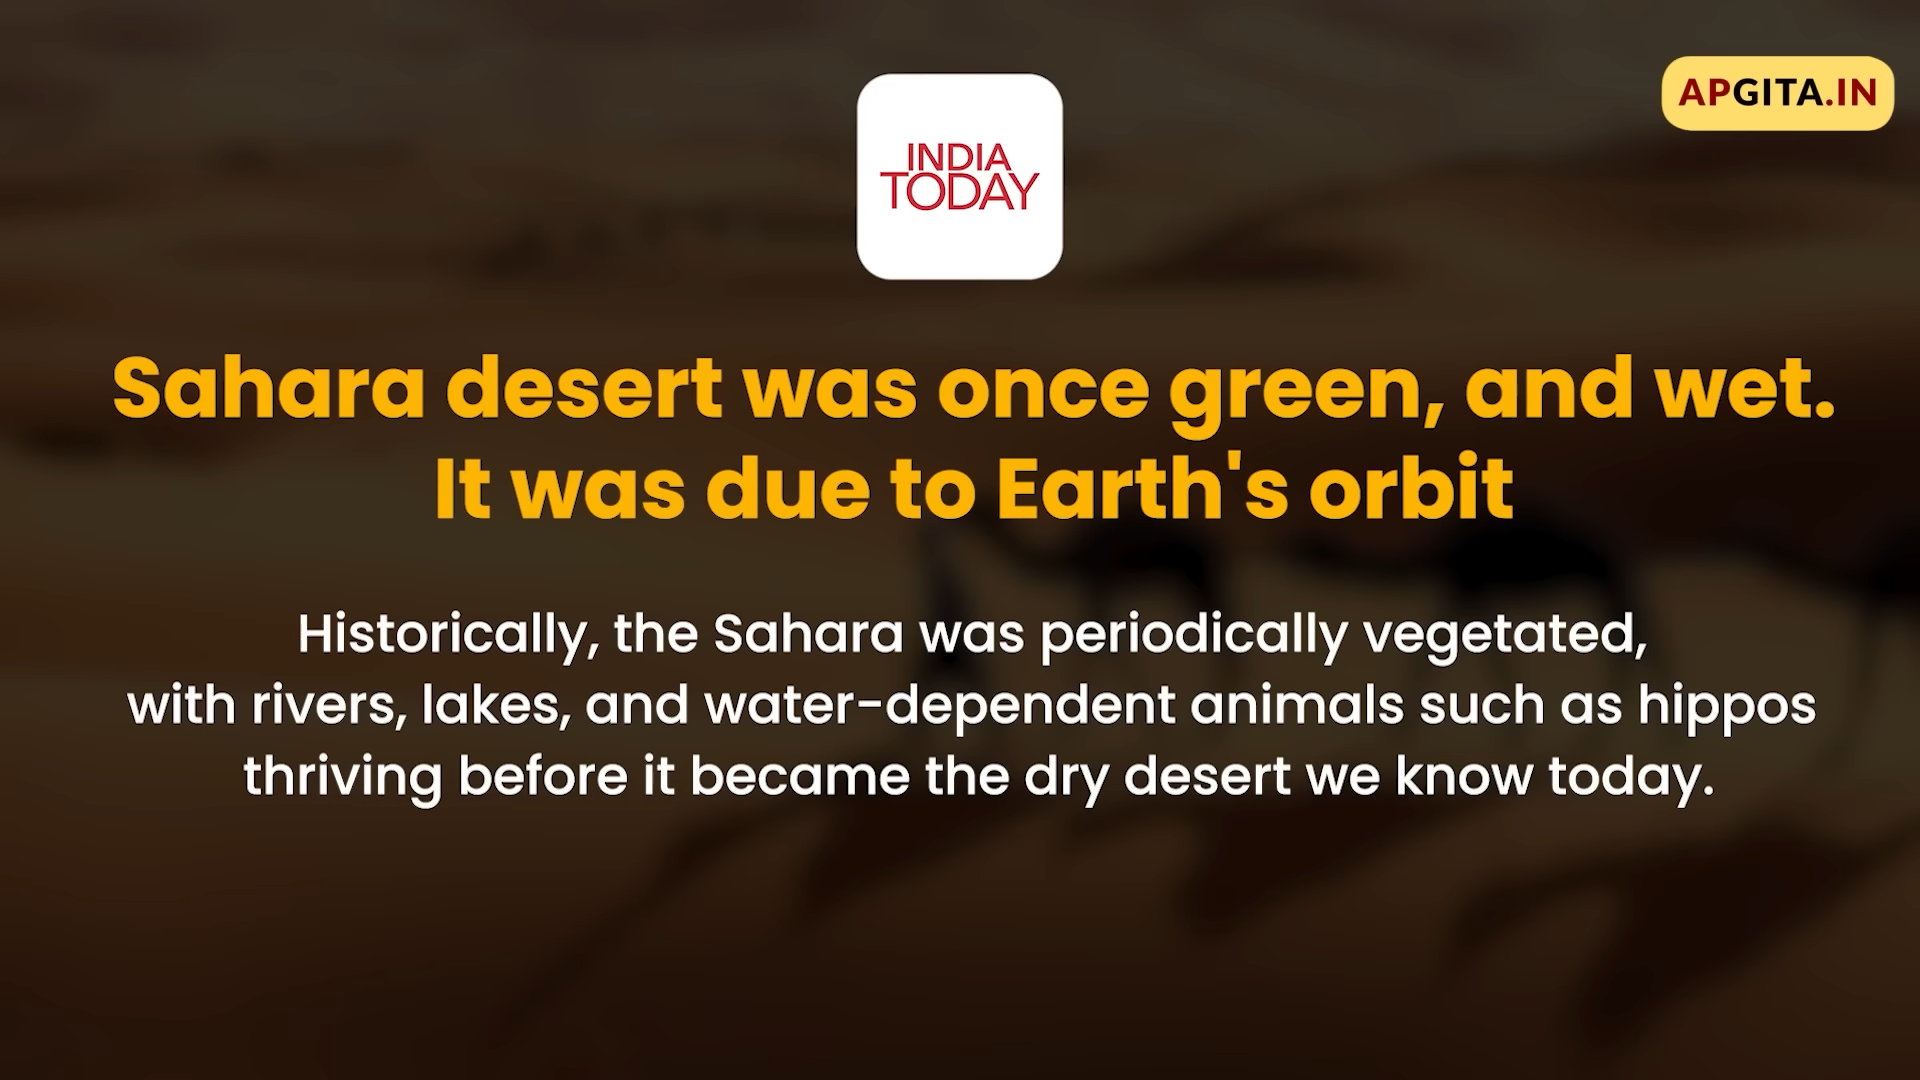 APGITA.IN
INDIA
TODAY
Sahara desert was once green, and wet.
It was due to Earth's orbit
Historically, the Sahara was periodically vegetated,
with rivers, lakes, and water-dependent animals such as hippos
thriving before it became the dry desert we know today.